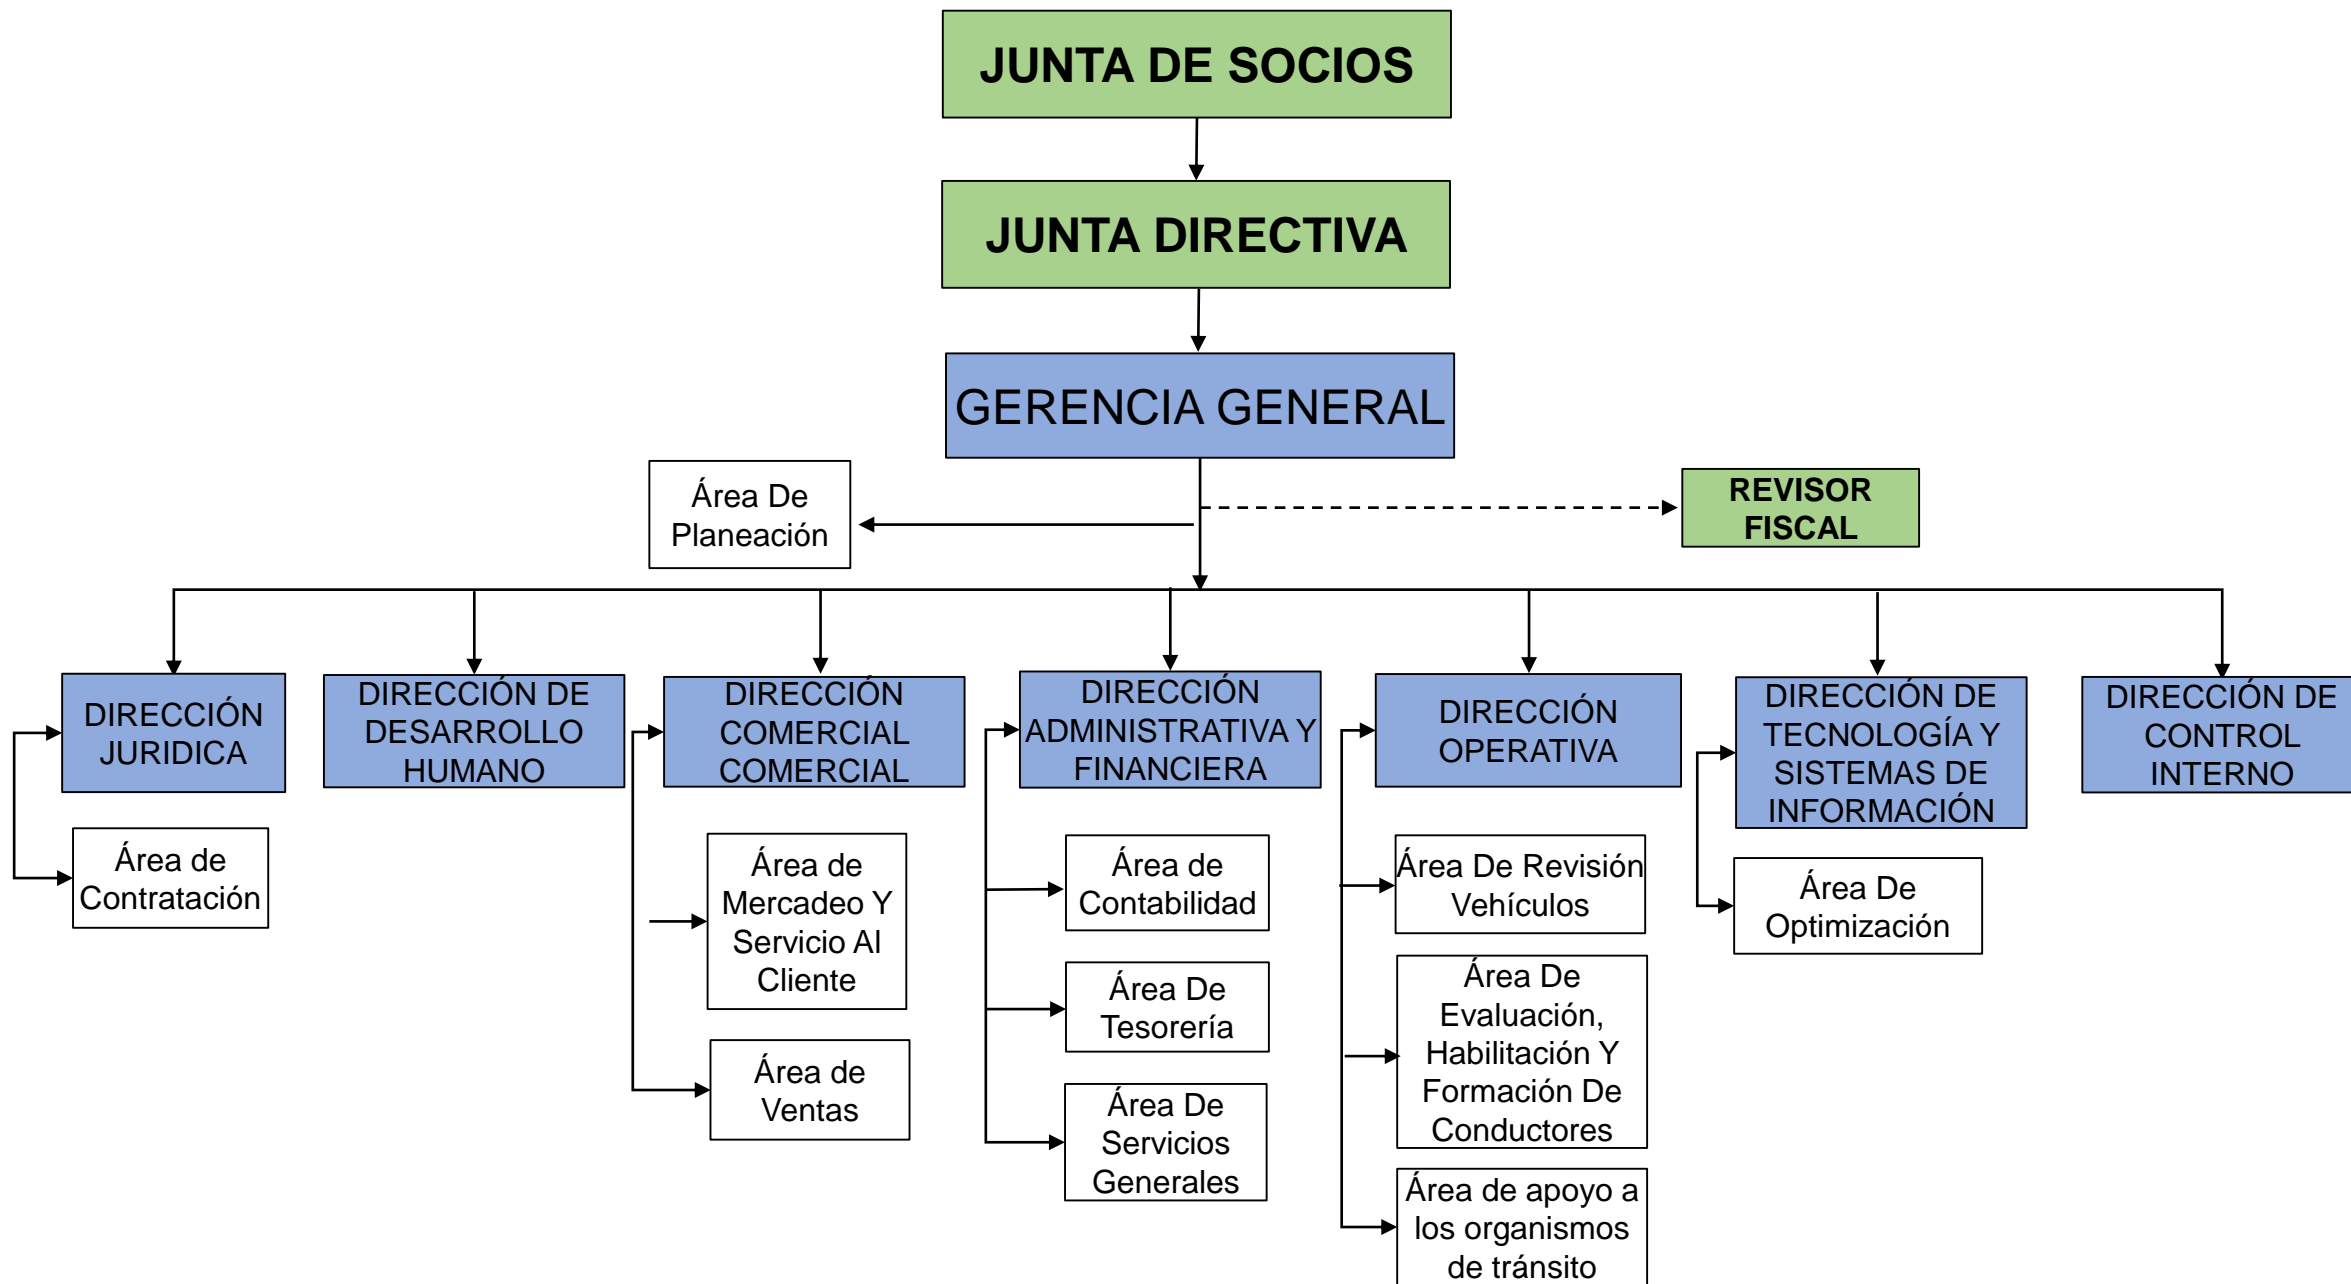 JUNTA DE SOCIOS
JUNTA DIRECTIVA
GERENCIA GENERAL
Área De
Planeación
REVISOR
FISCAL
DIRECCIÓN
JURIDICA
DIRECCIÓN DE
DESARROLLO
HUMANO
DIRECCIÓN
COMERCIAL
COMERCIAL
DIRECCIÓN
ADMINISTRATIVA Y
FINANCIERA
DIRECCIÓN
OPERATIVA
DIRECCIÓN DE
TECNOLOGÍA Y
SISTEMAS DE
INFORMACIÓN
DIRECCIÓN DE
CONTROL
INTERNO
Área de
Contratación
Área de
Mercadeo Y
Servicio Al
Cliente
Área de
Ventas
Área de
Contabilidad
Área De
Tesorería
Área De
Servicios
Generales
Área De Revisión
Vehículos
Área De
Evaluación,
Habilitación Y
Formación De
Conductores
Área de apoyo a
los organismos
de tránsito
Área De
Optimización